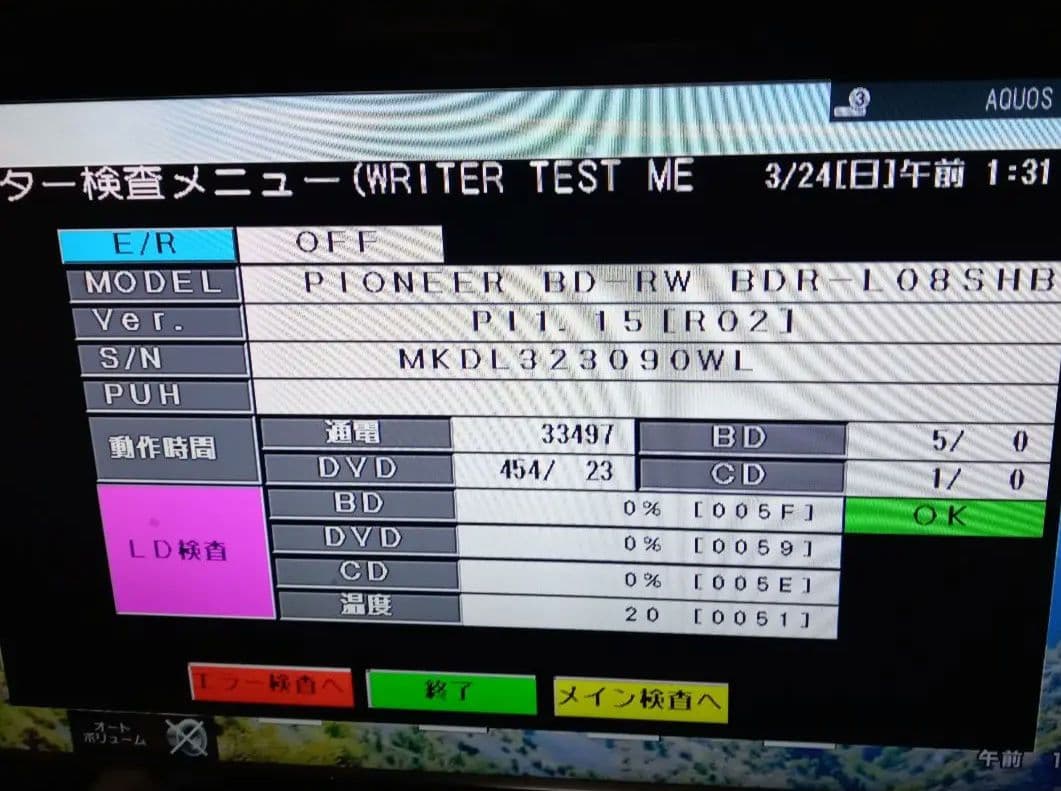 ③ AQUOS
ター検査メニュー(WRITER TEST ME 3/24[日]午前 1:31
E/R OFF
MODEL PIONEER BD-RW BDR-L08SHB
Ver. PI1.15[R02]
S/N MKDL323090WL
PUH
動作時間 通電 33497 BD 5/ 0
DVD 454/ 23 CD 1/ 0
LD検査 BD 0% [005F] OK
DVD 0% [0059]
CD 0% [005E]
温度 20 [0051]
エラー検査へ 終了 メイン検査へ
オート
ボリューム
午前 1